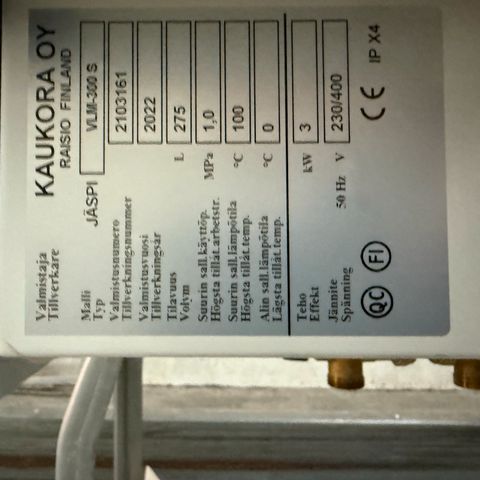 Valmistaja KAUKORA OY
Tillverkare RAISIO FINLAND
Malli JÄSPI VLM-300 S
Typ
Valmistusnumero 2103161
Tillverkningsnummer
Valmistusvuosi 2022
Tillverkningsår
Tilavuus L 275
Volym
Suurin sall.käyttöp. MPa 1,0
Högsta tillåt.arbetstr.
Suurin sall.lämpötila °C 100
Högsta tillåt.temp.
Alin sall.lämpötila °C 0
Lägsta tillåt.temp.
Teho kW 3
Effekt
Jännite 50 Hz V 230/400
Spänning
QC FI CE IP X4